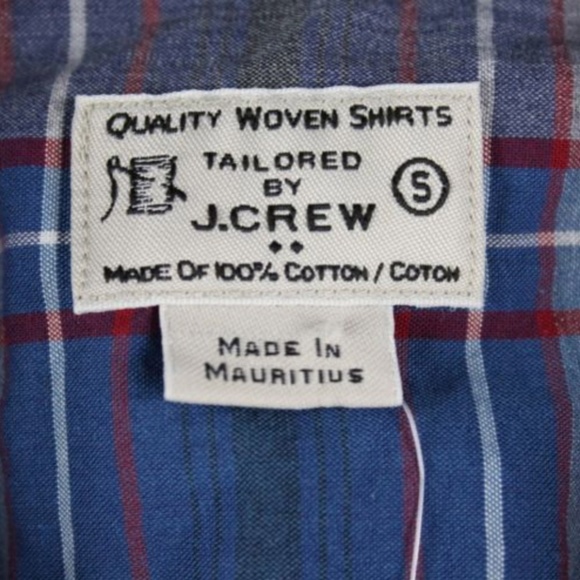 QUALITY WOVEN SHIRTS
TAILORED
BY
S
J.CREW
MADE OF 100% COTTON / COTON
MADE IN
MAURITIUS